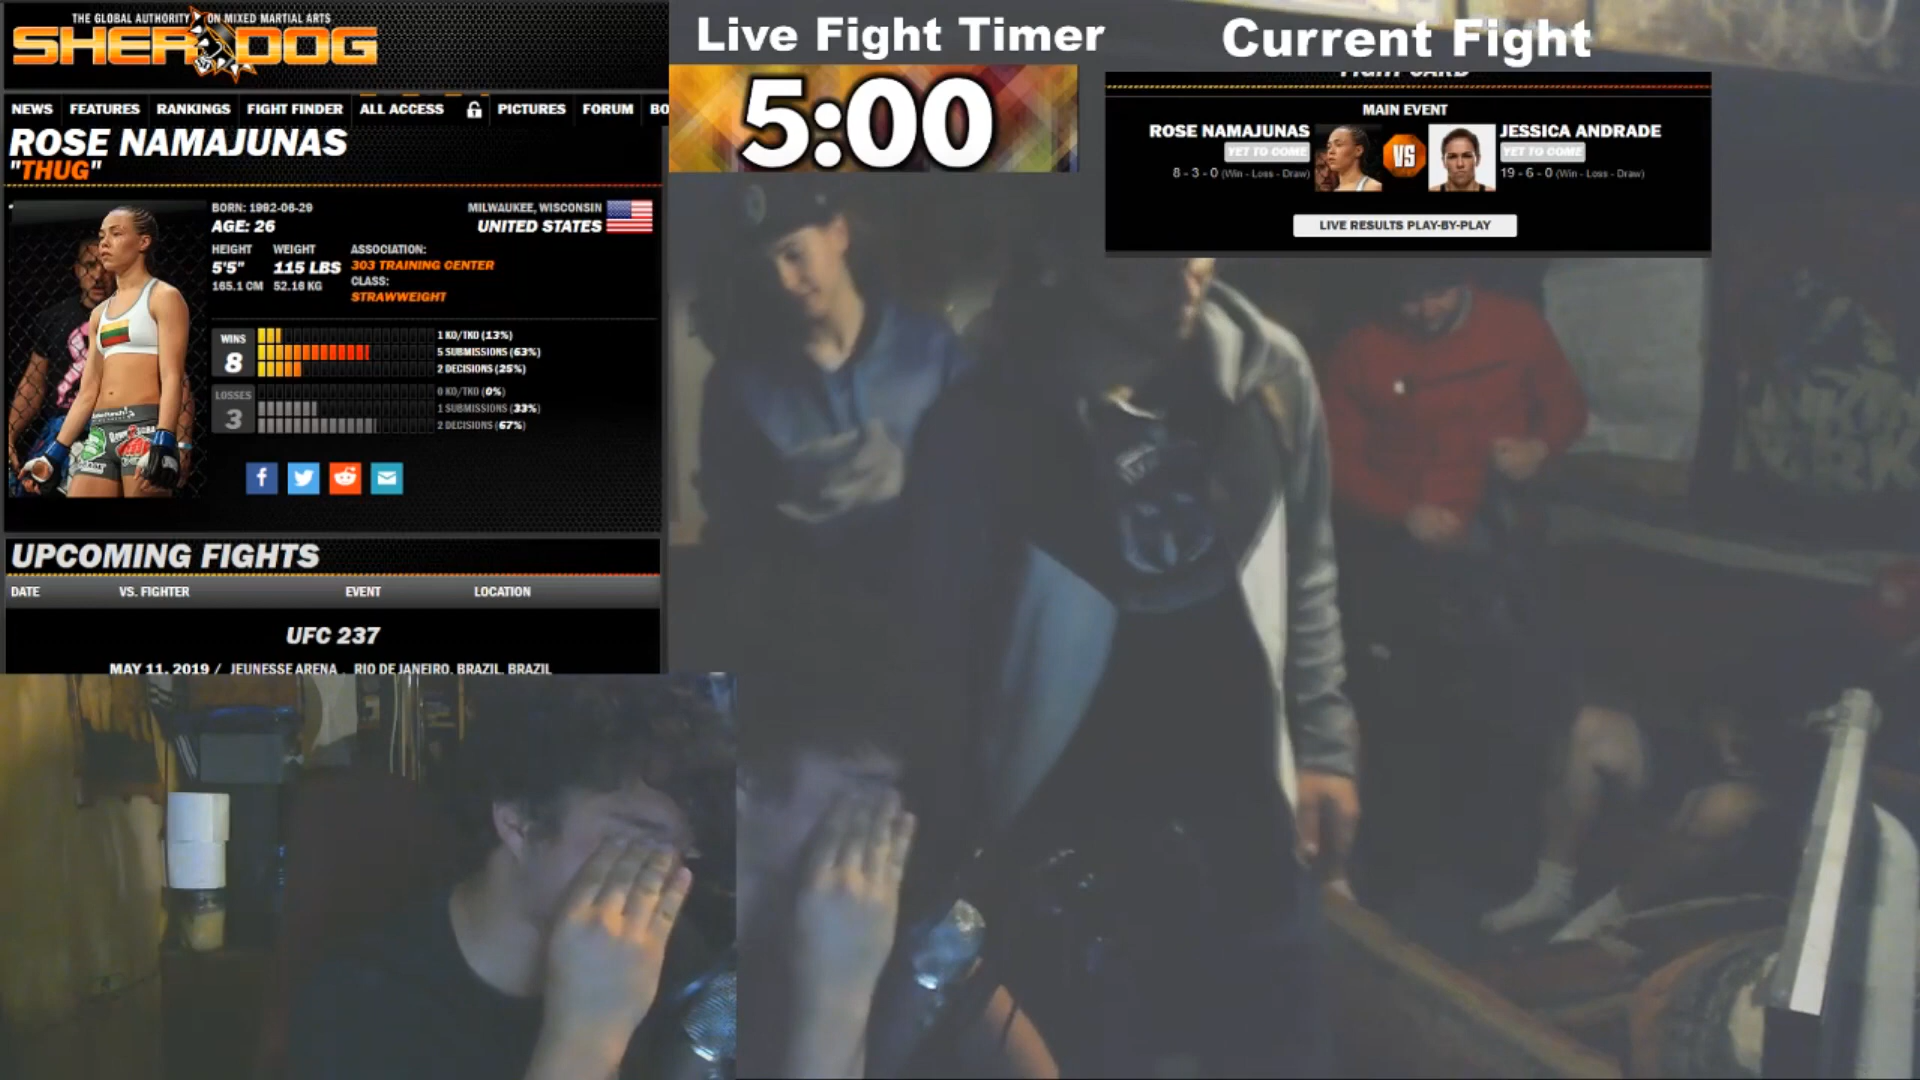 THE GLOBAL AUTHORITY ON MIXED MARTIAL ARTS
SHERDOG
NEWS FEATURES RANKINGS FIGHT FINDER ALL ACCESS PICTURES FORUM BO
ROSE NAMAJUNAS
"THUG"
BORN: 1992-06-29
AGE: 26
MILWAUKEE, WISCONSIN
UNITED STATES
HEIGHT
5'5"
165.1 CM
WEIGHT
115 LBS
52.16 KG
ASSOCIATION:
303 TRAINING CENTER
CLASS:
STRAWWEIGHT
WINS
8
1 KO/TKO (13%)
5 SUBMISSIONS (63%)
2 DECISIONS (25%)
LOSSES
3
0 KO/TKO (0%)
1 SUBMISSIONS (33%)
2 DECISIONS (67%)
UPCOMING FIGHTS
DATE VS. FIGHTER EVENT LOCATION
UFC 237
MAY 11, 2019 / JEUNESSE ARENA , RIO DE JANEIRO, BRAZIL, BRAZIL
Live Fight Timer
5:00
Current Fight
FIGHT CARD
MAIN EVENT
ROSE NAMAJUNAS
YET TO COME
8 - 3 - 0 (Win - Loss - Draw)
VS
JESSICA ANDRADE
YET TO COME
19 - 6 - 0 (Win - Loss - Draw)
LIVE RESULTS PLAY-BY-PLAY